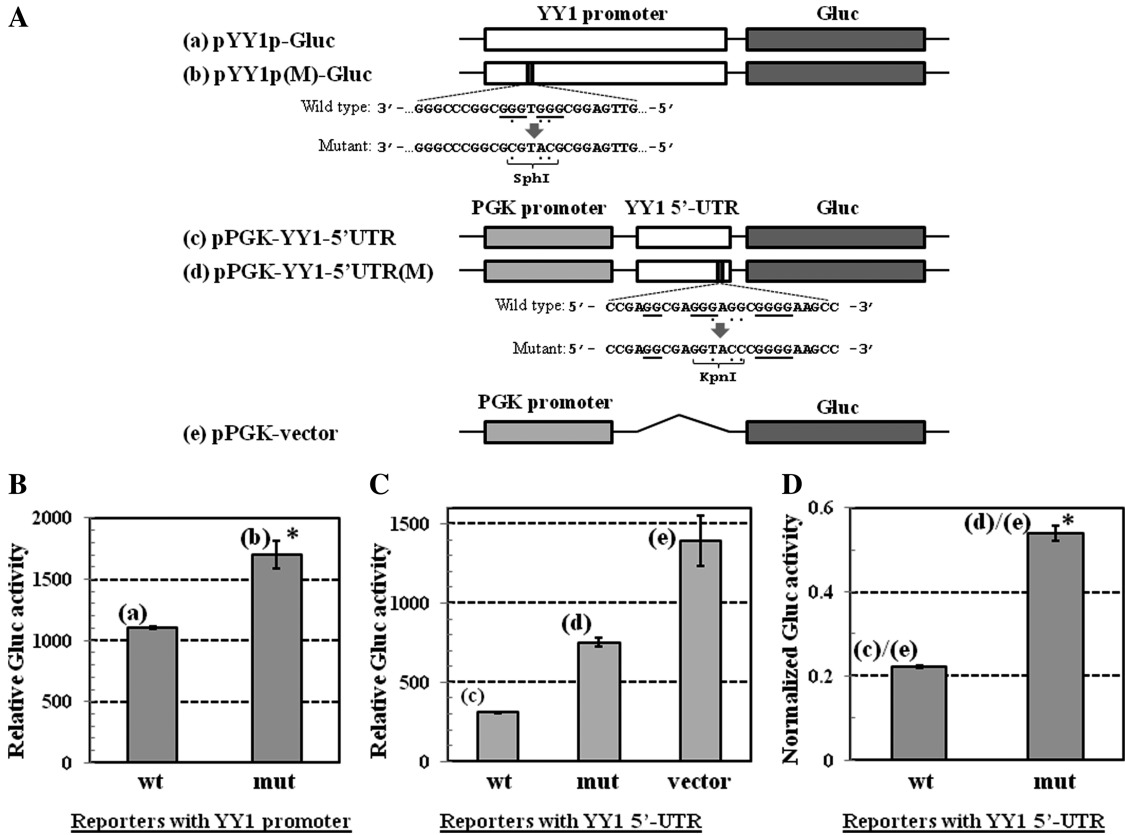 A
YY1 promoter Gluc
(a) pYY1p-Gluc
(b) pYY1p(M)-Gluc
Wild type: 3′ -…GGGCCCGGCGGGTGGGCGGAGTTG…-5′
Mutant: 3′ -…GGGCCCGGCGCGTACGCGGAGTTG…-5′
SphI
PGK promoter YY1 5’-UTR Gluc
(c) pPGK-YY1-5’UTR
(d) pPGK-YY1-5’UTR(M)
Wild type: 5′ - CCGAGGCGAGGGAGGCGGGGAAGCC -3′
Mutant: 5′ - CCGAGGCGAGGTACCCGGGGAAGCC -3′
KpnI
PGK promoter Gluc
(e) pPGK-vector
B
Relative Gluc activity
2000
1500
1000
500
0
(a)
(b) *
wt mut
Reporters with YY1 promoter
C
Relative Gluc activity
1500
1000
500
0
(c)
(d)
(e)
wt mut vector
Reporters with YY1 5’-UTR
D
Normalized Gluc activity
0.6
0.4
0.2
0
(c)/(e)
(d)/(e) *
wt mut
Reporters with YY1 5’-UTR